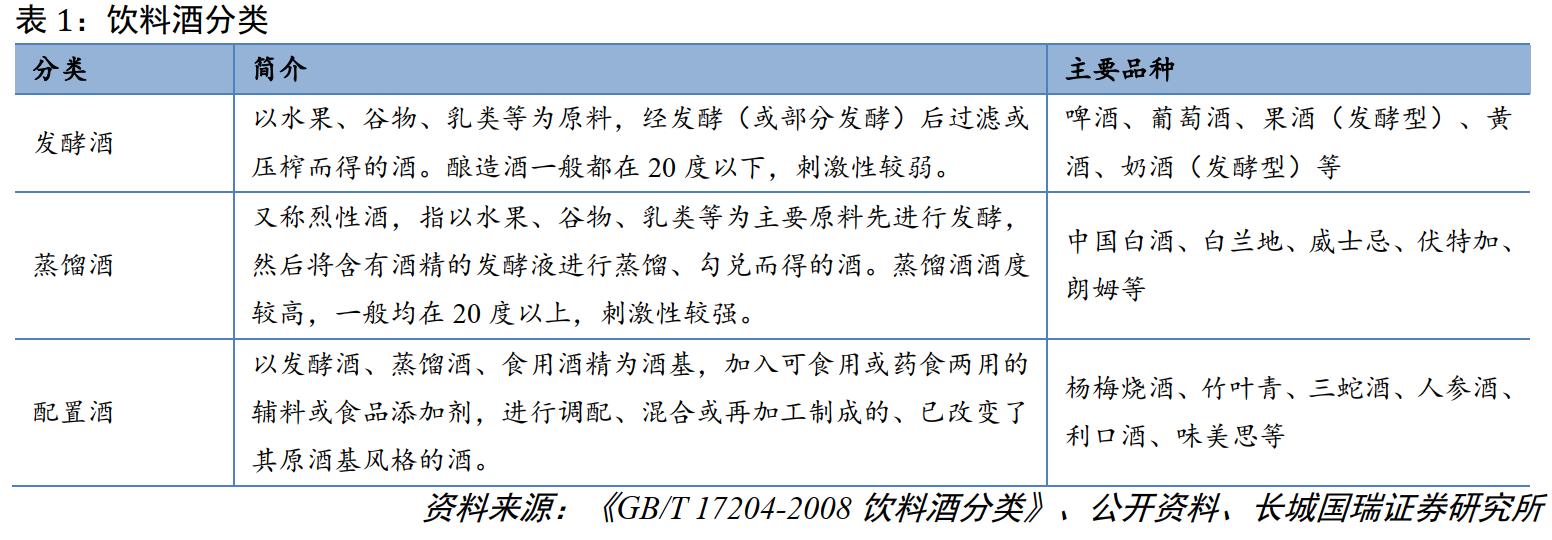 表 1：饮料酒分类
分类 简介 主要品种
发酵酒
以水果、谷物、乳类等为原料，经发酵（或部分发酵）后过滤或
压榨而得的酒。酿造酒一般都在 20 度以下，刺激性较弱。
啤酒、葡萄酒、果酒（发酵型）、黄
酒、奶酒（发酵型）等
蒸馏酒
又称烈性酒，指以水果、谷物、乳类等为主要原料先进行发酵，
然后将含有酒精的发酵液进行蒸馏、勾兑而得的酒。蒸馏酒酒度
较高，一般均在 20 度以上，刺激性较强。
中国白酒、白兰地、威士忌、伏特加、
朗姆等
配置酒
以发酵酒、蒸馏酒、食用酒精为酒基，加入可食用或药食两用的
辅料或食品添加剂，进行调配、混合或再加工制成的、已改变了
其原酒基风格的酒。
杨梅烧酒、竹叶青、三蛇酒、人参酒、
利口酒、味美思等
资料来源：《GB/T 17204-2008 饮料酒分类》、公开资料、长城国瑞证券研究所